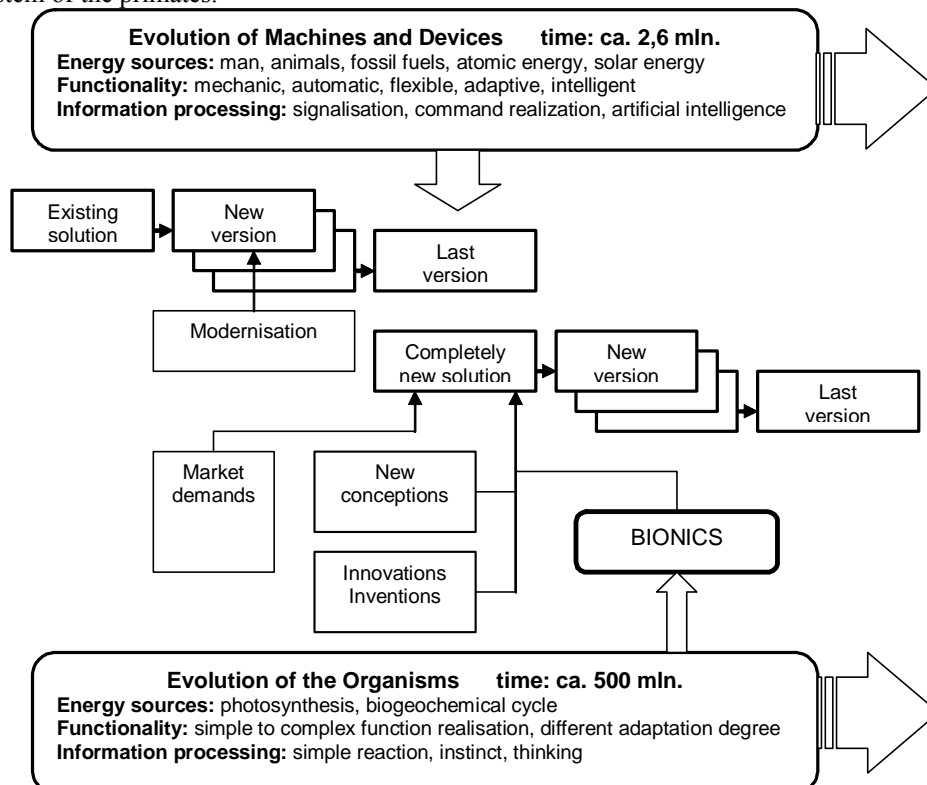 stem of the primates.
Evolution of Machines and Devices time: ca. 2,6 mln.
Energy sources: man, animals, fossil fuels, atomic energy, solar energy
Functionality: mechanic, automatic, flexible, adaptive, intelligent
Information processing: signalisation, command realization, artificial intelligence
Existing
solution
New
version
Last
version
Modernisation
Completely
new solution
New
version
Last
version
Market
demands
New
conceptions
BIONICS
Innovations
Inventions
Evolution of the Organisms time: ca. 500 mln.
Energy sources: photosynthesis, biogeochemical cycle
Functionality: simple to complex function realisation, different adaptation degree
Information processing: simple reaction, instinct, thinking